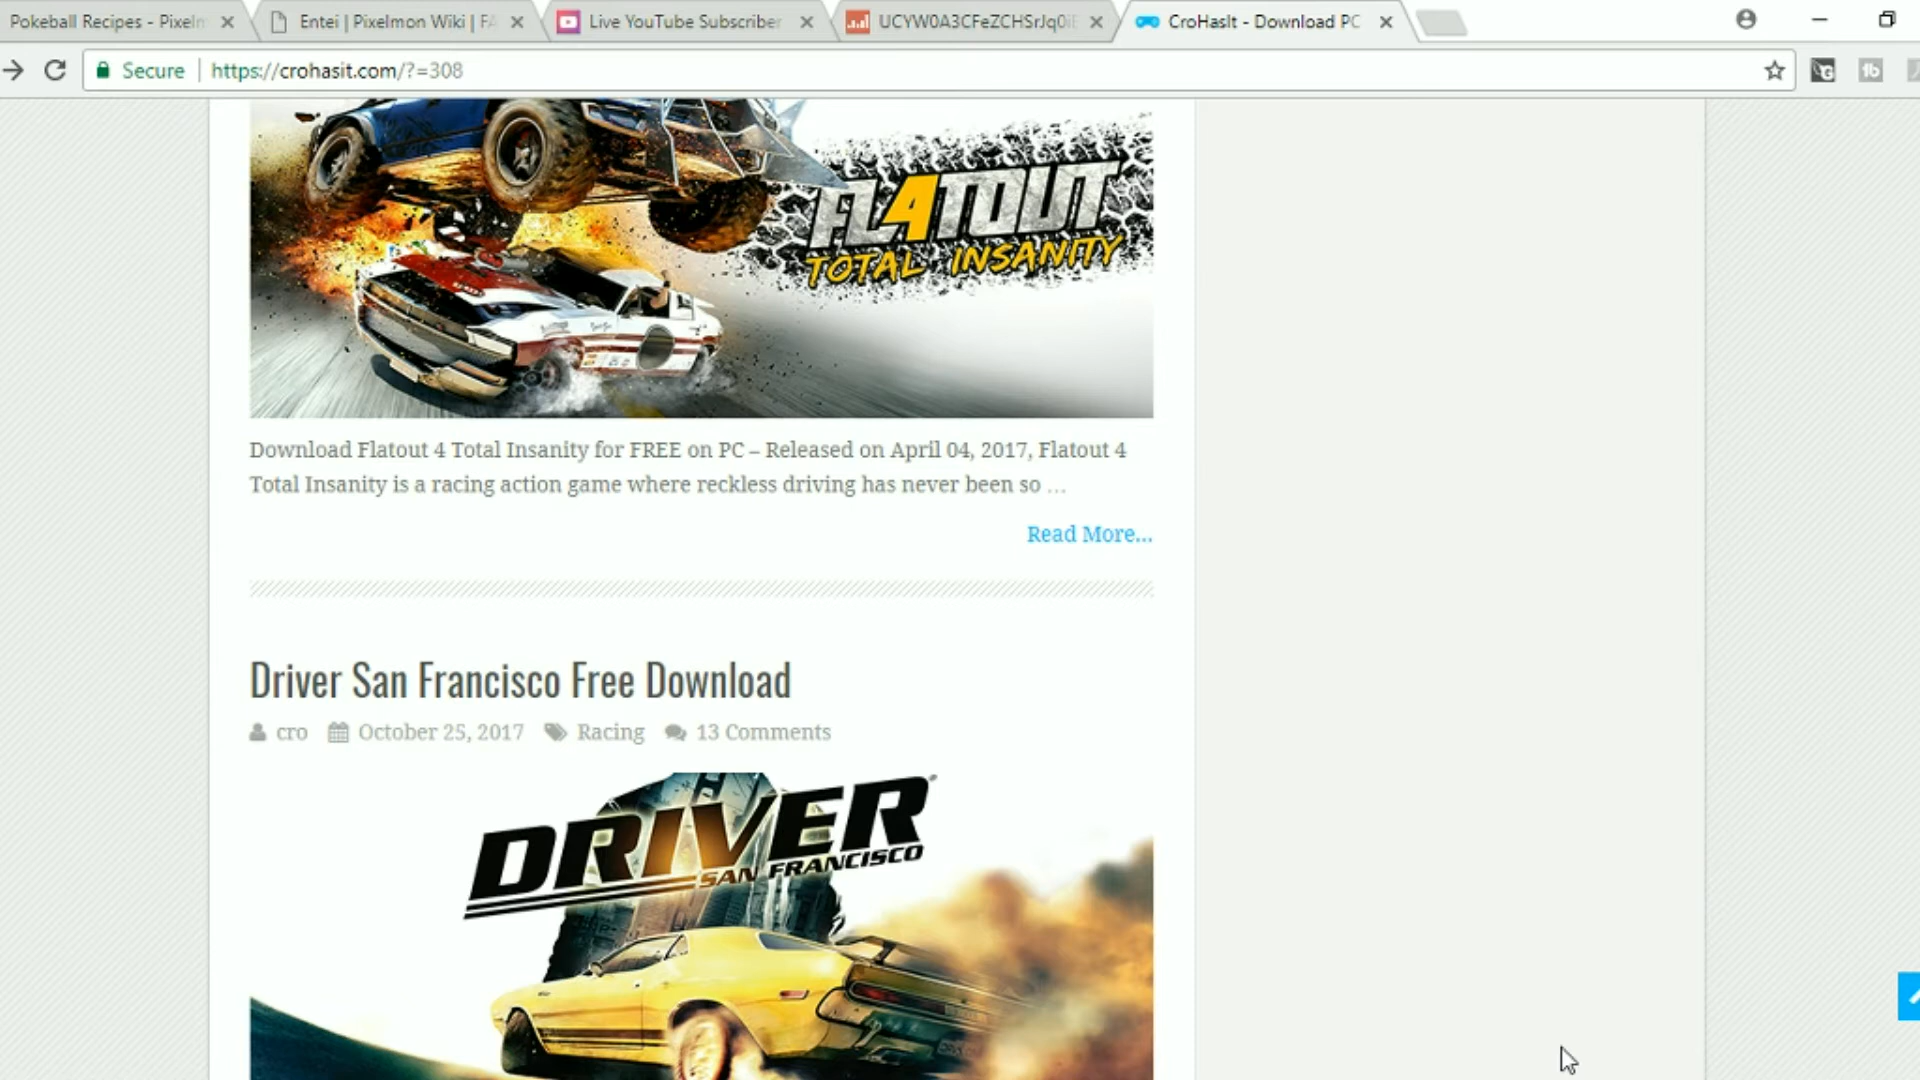 Pokeball Recipes - Pixelm
Entei | Pixelmon Wiki | FA
Live YouTube Subscriber
CroHasIt - Download PC
Secure
https://crohasit.com/?=308
FL4TOUT
TOTAL INSANITY
Download Flatout 4 Total Insanity for FREE on PC – Released on April 04, 2017, Flatout 4
Total Insanity is a racing action game where reckless driving has never been so …
Read More...
Driver San Francisco Free Download
cro October 25, 2017 Racing 13 Comments
DRIVER
SAN FRANCISCO